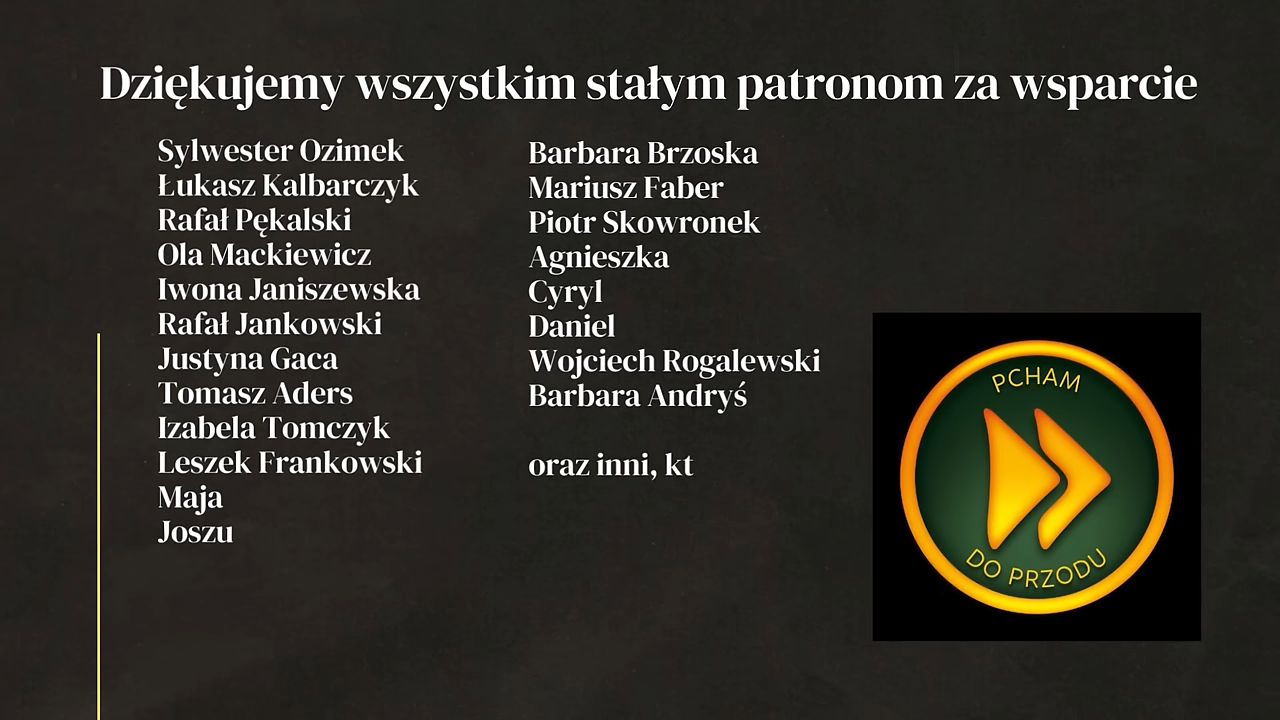 Dziękujemy wszystkim stałym patronom za wsparcie
Sylwester Ozimek
Łukasz Kalbarczyk
Rafał Pękalski
Ola Mackiewicz
Iwona Janiszewska
Rafał Jankowski
Justyna Gaca
Tomasz Aders
Izabela Tomczyk
Leszek Frankowski
Maja
Joszu
Barbara Brzoska
Mariusz Faber
Piotr Skowronek
Agnieszka
Cyryl
Daniel
Wojciech Rogalewski
Barbara Andryś
oraz inni, kt
PCHAM
DO PRZODU